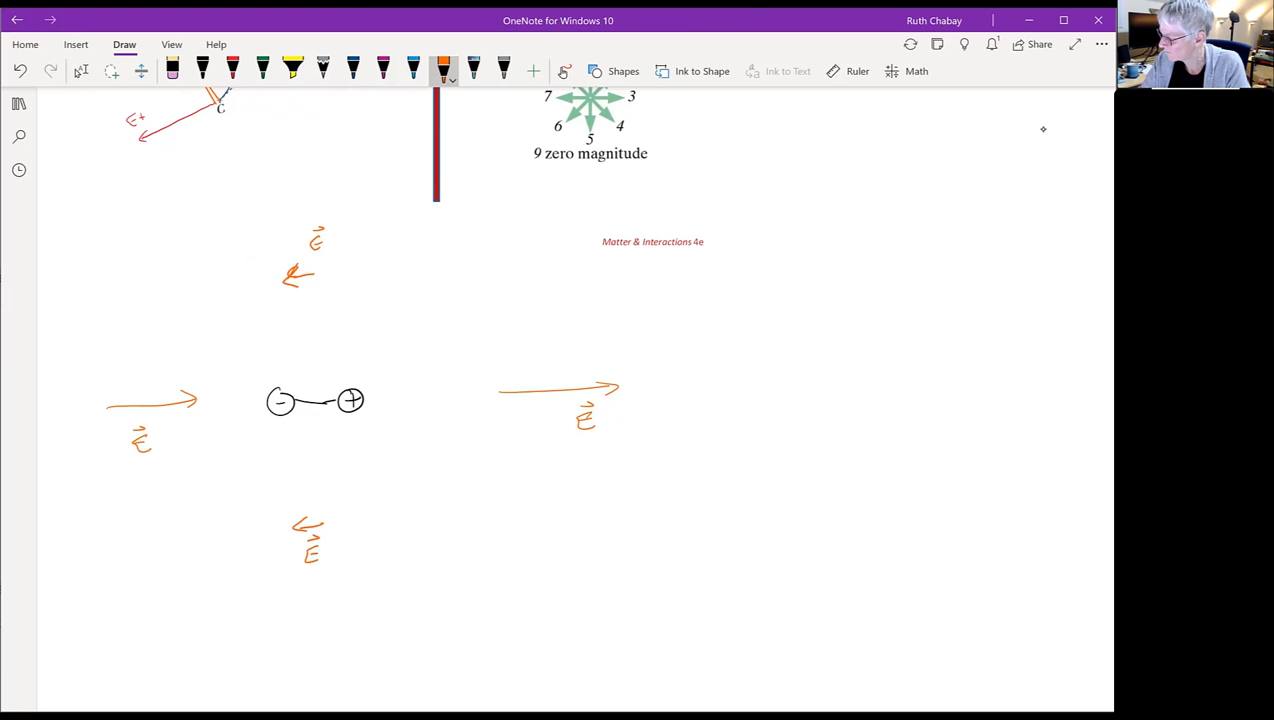 OneNote for Windows 10
Ruth Chabay
Home Insert Draw View Help
Share
Shapes
Ink to Shape
Ink to Text
Ruler
Math
C
E+
7
3
6
4
5
9 zero magnitude
Matter & Interactions 4e
E
- +
E
E
E